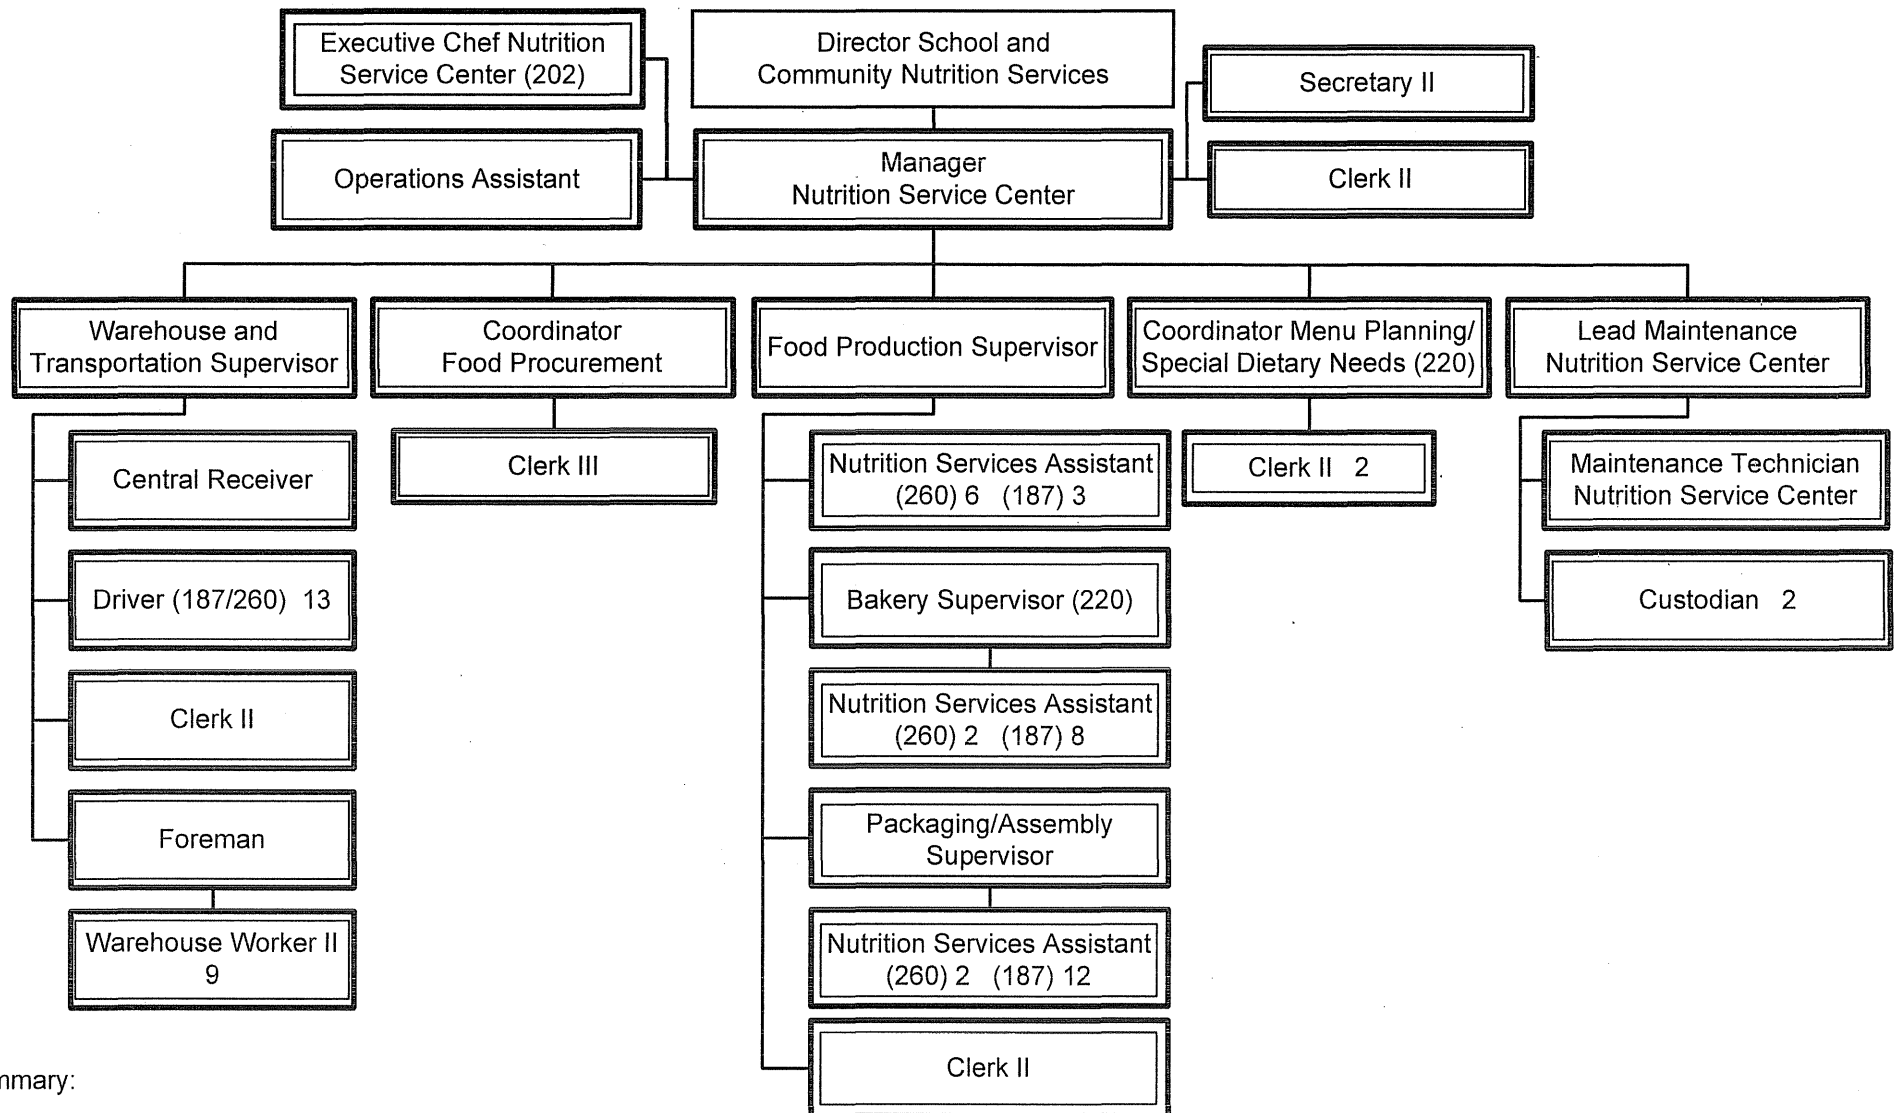 Executive Chef Nutrition
Service Center (202)
Director School and
Community Nutrition Services
Secretary II
Operations Assistant
Manager
Nutrition Service Center
Clerk II
Warehouse and
Transportation Supervisor
Coordinator
Food Procurement
Food Production Supervisor
Coordinator Menu Planning/
Special Dietary Needs (220)
Lead Maintenance
Nutrition Service Center
Central Receiver
Driver (187/260) 13
Clerk II
Foreman
Warehouse Worker II
9
Clerk III
Nutrition Services Assistant
(260) 6 (187) 3
Bakery Supervisor (220)
Nutrition Services Assistant
(260) 2 (187) 8
Packaging/Assembly
Supervisor
Nutrition Services Assistant
(260) 2 (187) 12
Clerk II
Clerk II 2
Maintenance Technician
Nutrition Service Center
Custodian 2